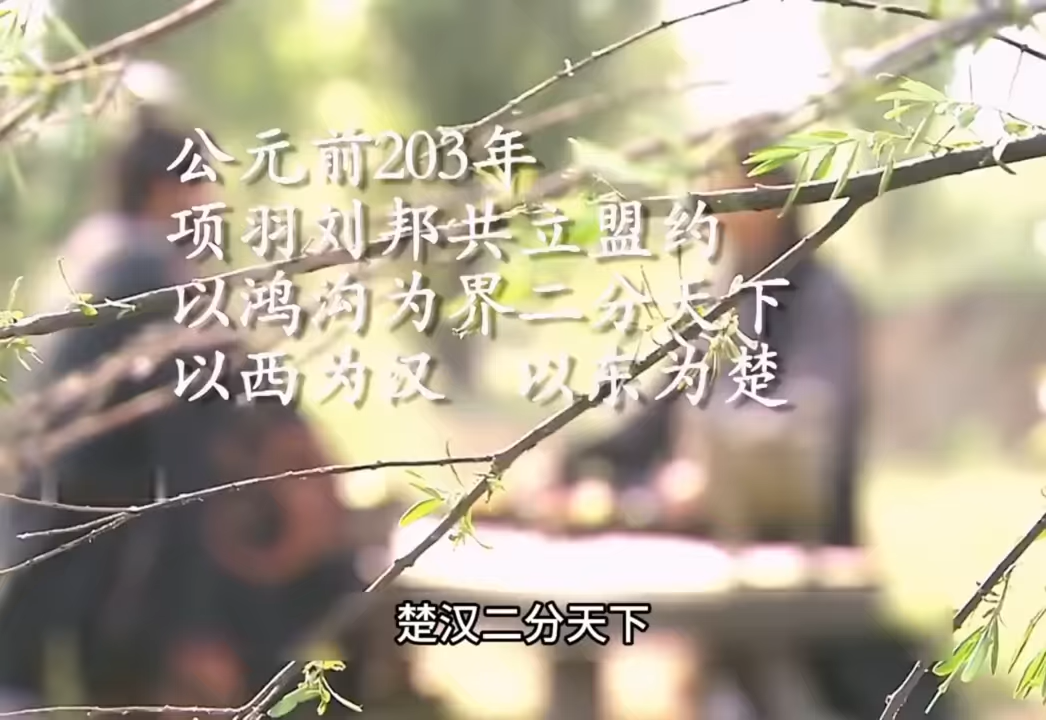 公元前203年
项羽刘邦共立盟约
以鸿沟为界二分天下
以西为汉　以东为楚
楚汉二分天下